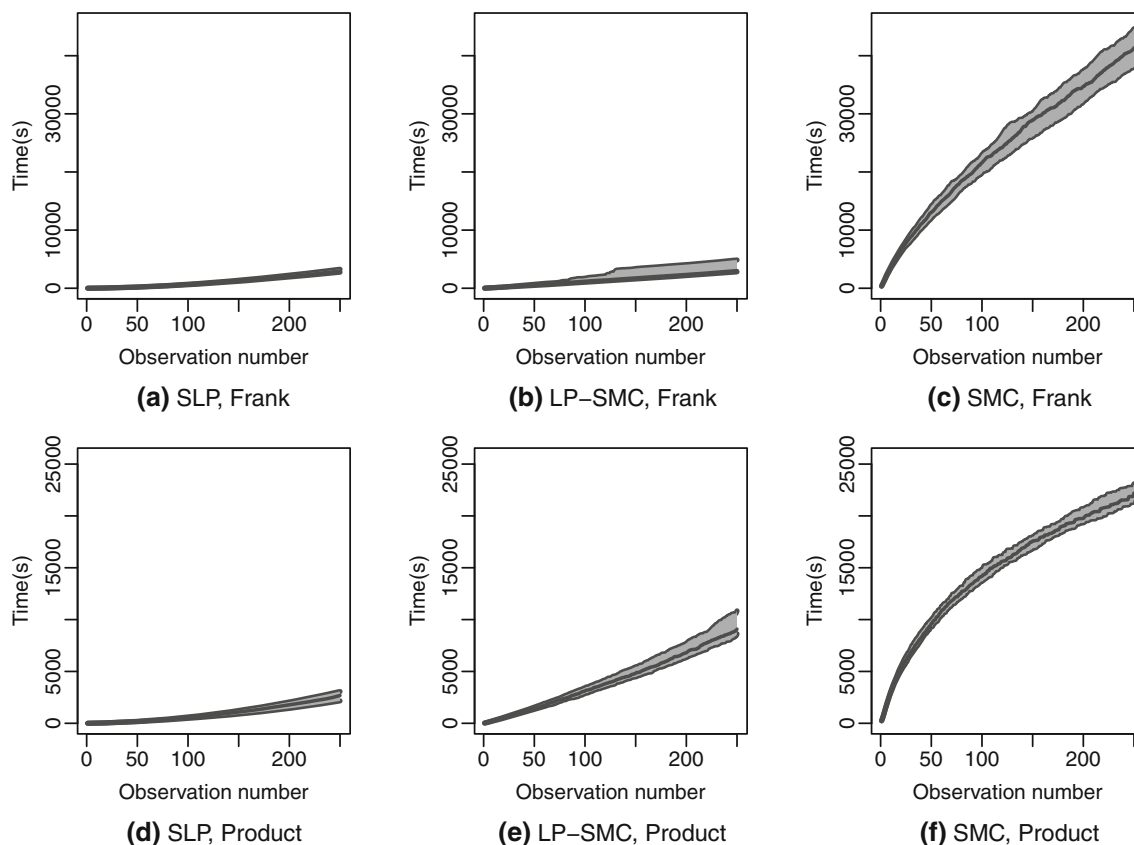 Time(s)
0 10000 30000
0 50 100 200
Observation number
(a) SLP, Frank
Time(s)
0 10000 30000
0 50 100 200
Observation number
(b) LP−SMC, Frank
Time(s)
0 10000 30000
0 50 100 200
Observation number
(c) SMC, Frank
Time(s)
0 5000 15000 25000
0 50 100 200
Observation number
(d) SLP, Product
Time(s)
0 5000 15000 25000
0 50 100 200
Observation number
(e) LP−SMC, Product
Time(s)
0 5000 15000 25000
0 50 100 200
Observation number
(f) SMC, Product